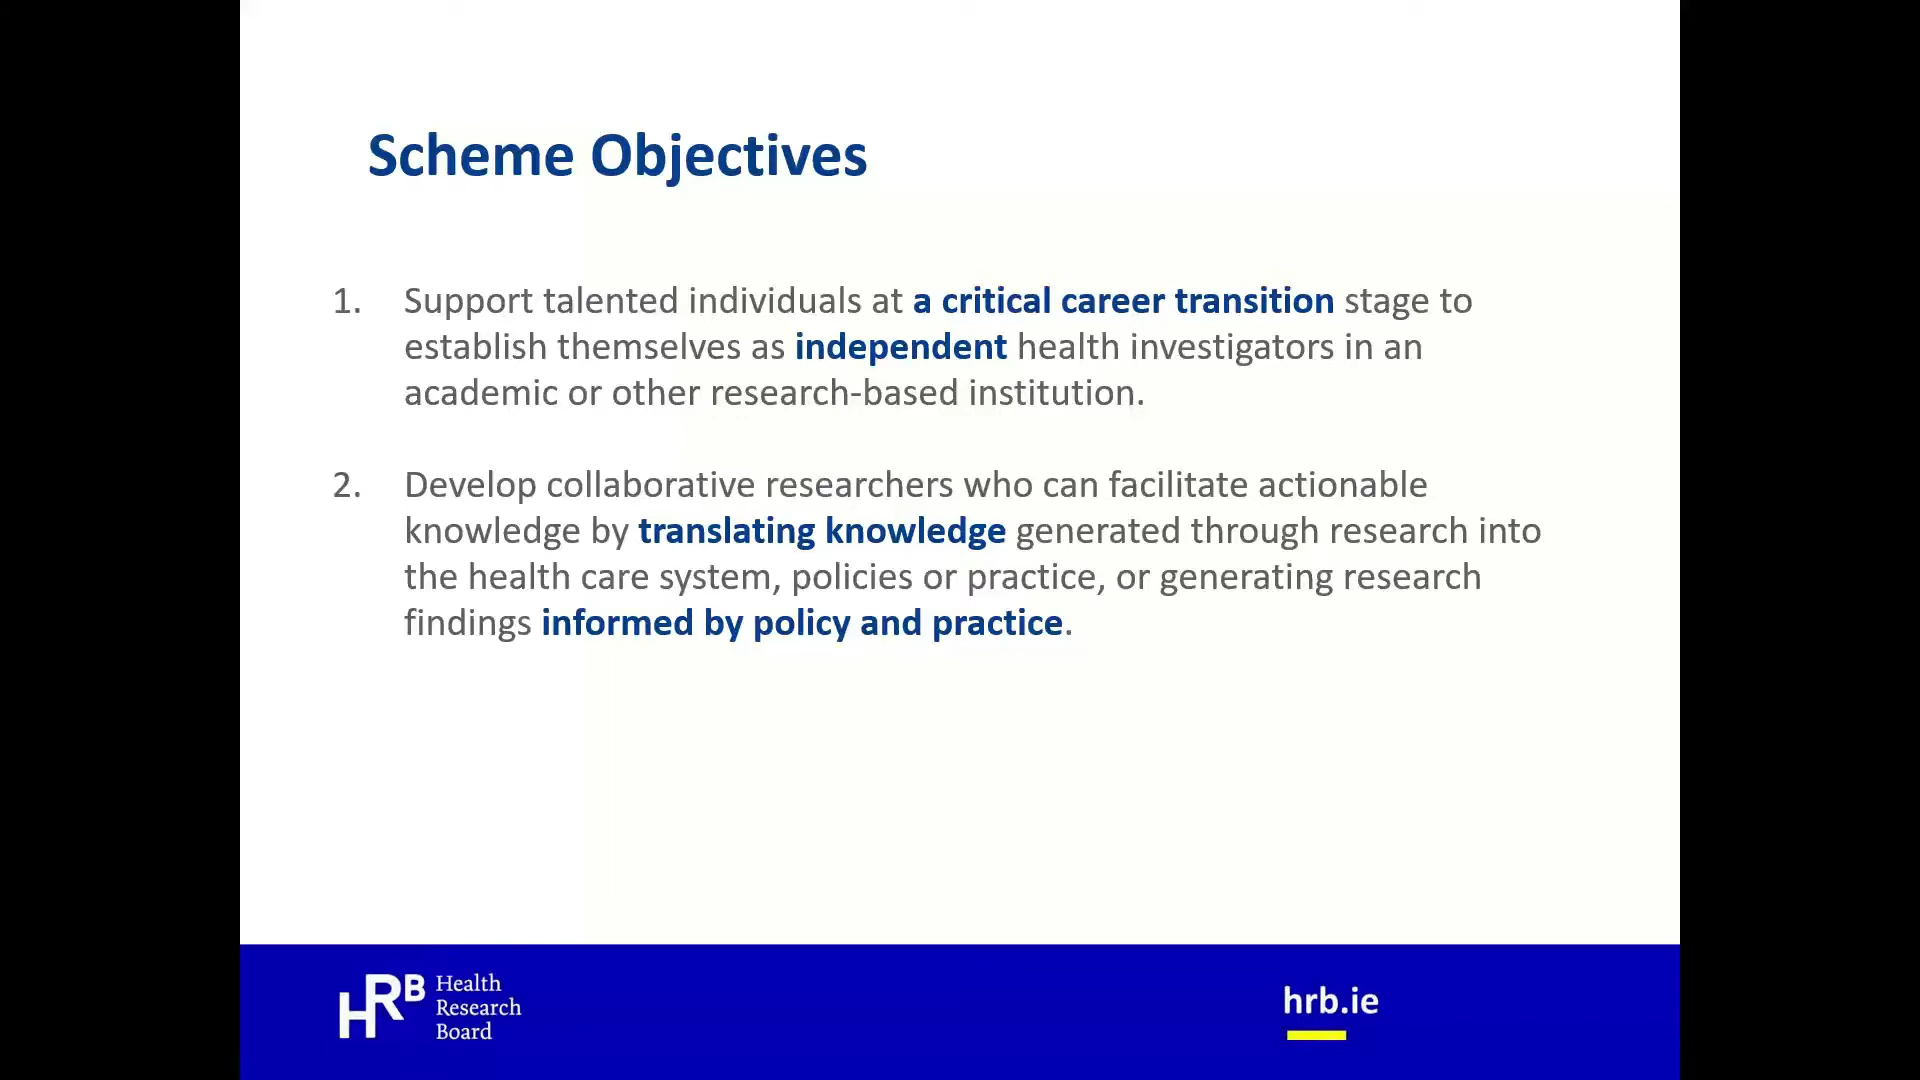 Scheme Objectives
1. Support talented individuals at a critical career transition stage to
establish themselves as independent health investigators in an
academic or other research-based institution.
2. Develop collaborative researchers who can facilitate actionable
knowledge by translating knowledge generated through research into
the health care system, policies or practice, or generating research
findings informed by policy and practice.
HRB
Health
Research
Board
hrb.ie